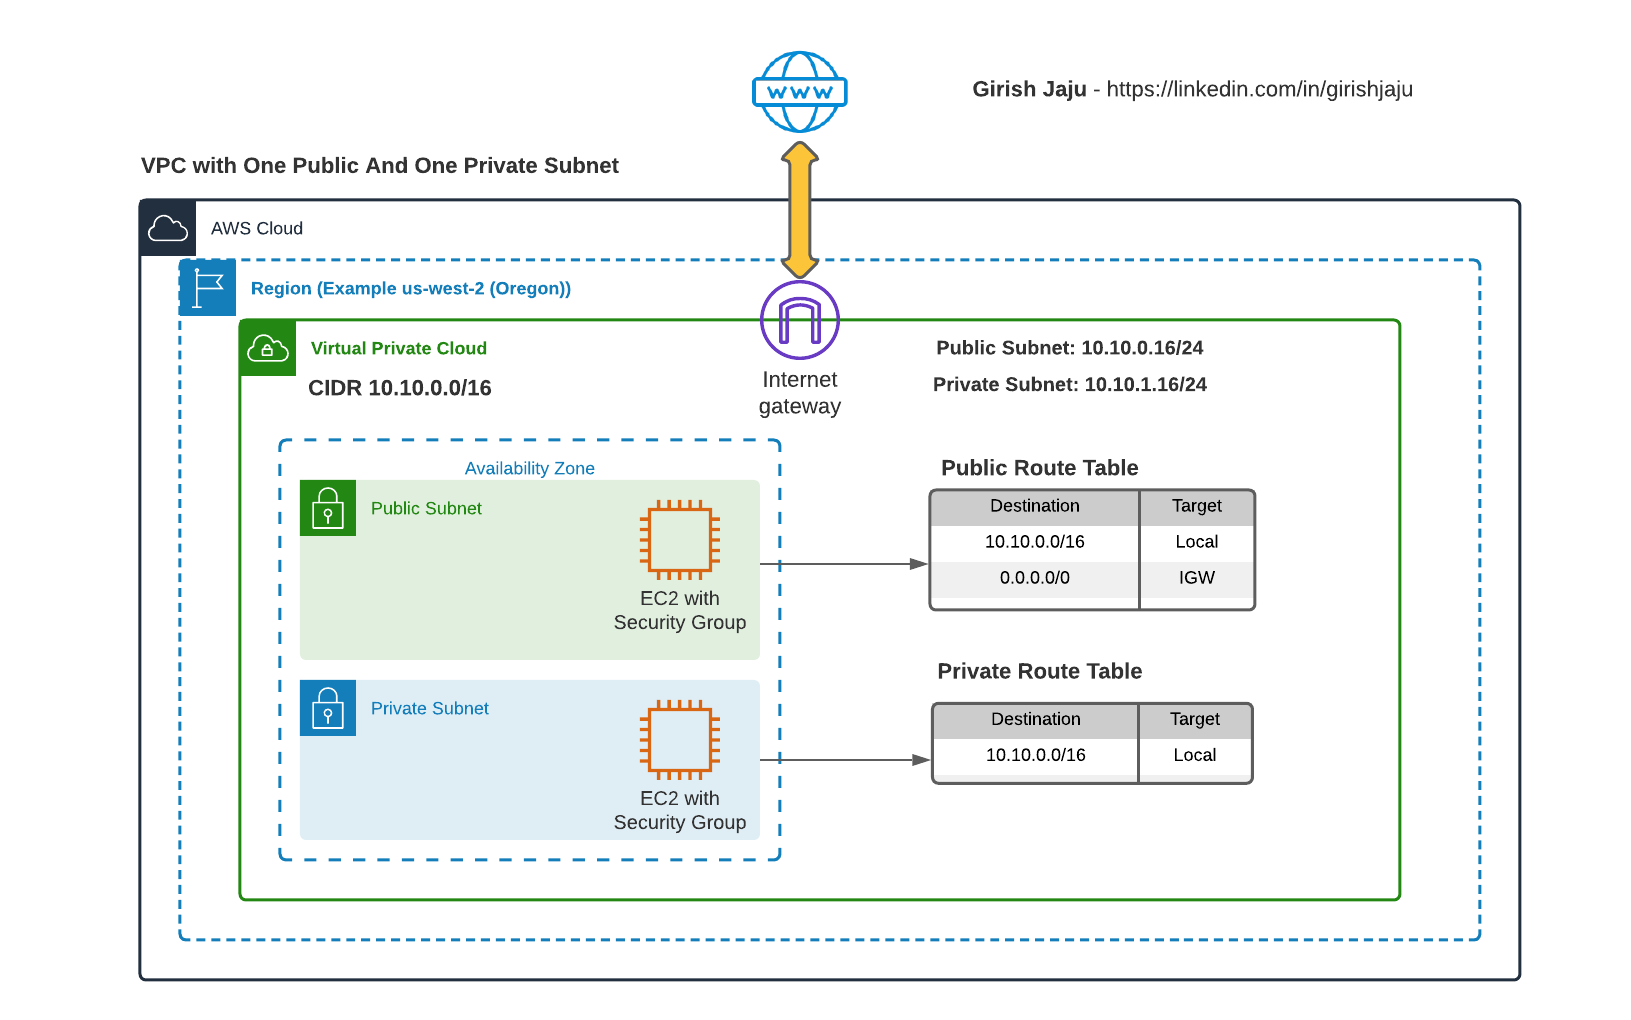 WWW
Girish Jaju - https://linkedin.com/in/girishjaju
VPC with One Public And One Private Subnet
AWS Cloud
Region (Example us-west-2 (Oregon))
Virtual Private Cloud
CIDR 10.10.0.0/16
Internet
gateway
Public Subnet: 10.10.0.16/24
Private Subnet: 10.10.1.16/24
Availability Zone
Public Subnet
EC2 with
Security Group
Public Route Table
Destination Target
10.10.0.0/16 Local
0.0.0.0/0 IGW
Private Subnet
EC2 with
Security Group
Private Route Table
Destination Target
10.10.0.0/16 Local